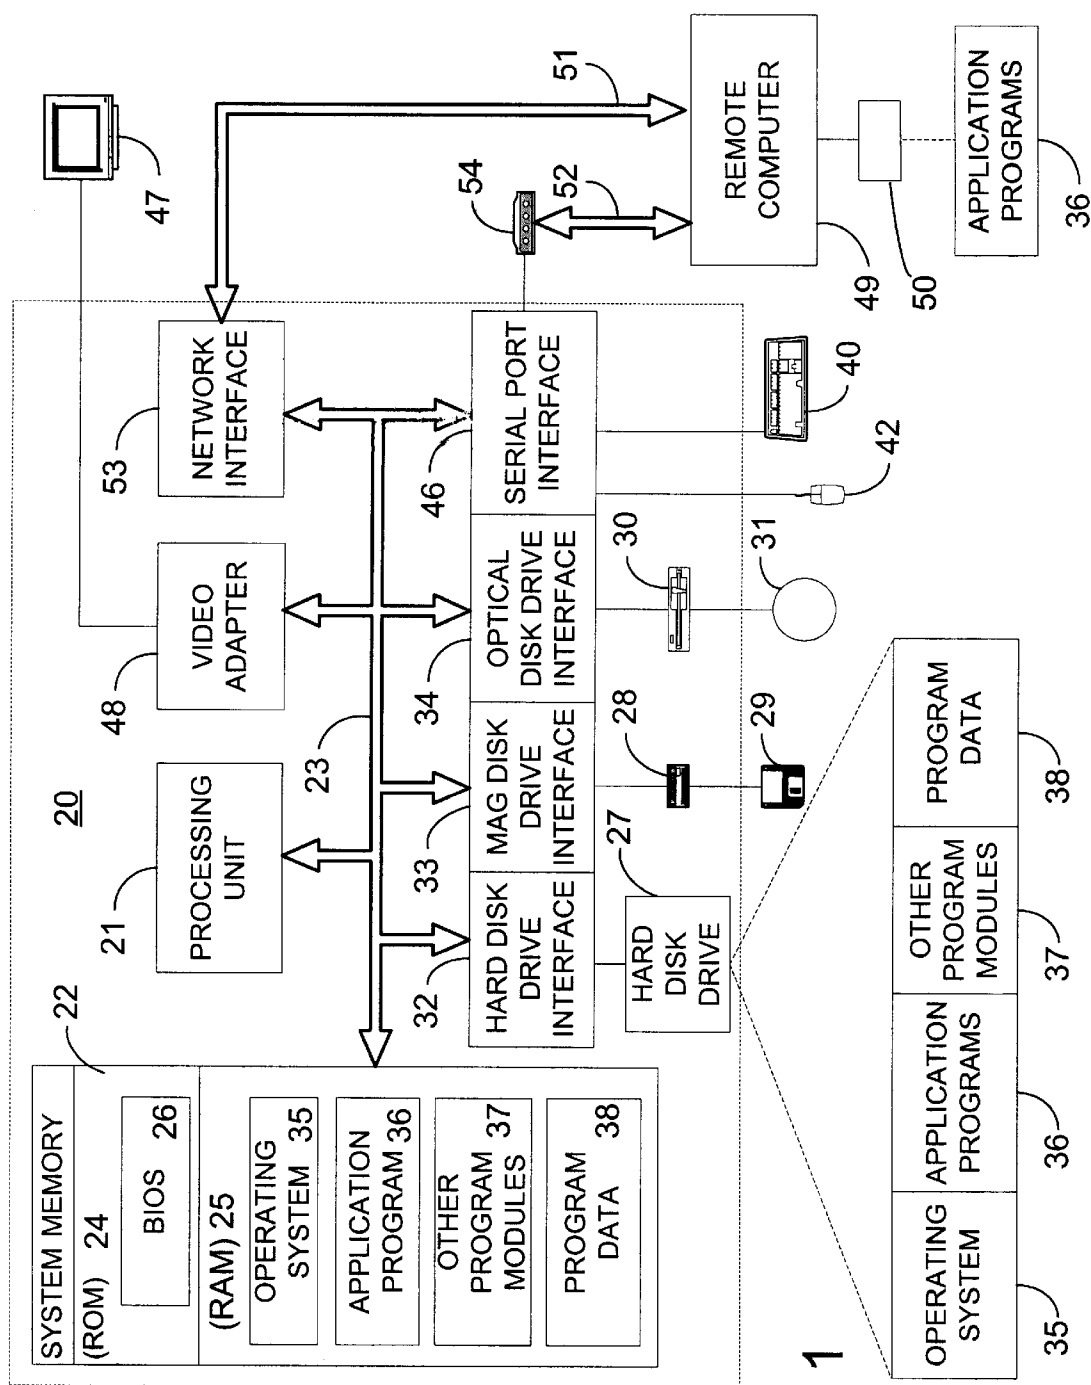 20
SYSTEM MEMORY
(ROM) 24
BIOS 26
22
(RAM) 25
OPERATING
SYSTEM 35
APPLICATION
PROGRAM 36
OTHER
PROGRAM
MODULES 37
PROGRAM
DATA 38
21
PROCESSING
UNIT
48
VIDEO
ADAPTER
53
NETWORK
INTERFACE
47
23
32
HARD DISK
DRIVE
INTERFACE
33
MAG DISK
DRIVE
INTERFACE
34
OPTICAL
DISK DRIVE
INTERFACE
46
SERIAL PORT
INTERFACE
54
52
51
HARD
DISK
DRIVE
27
28
29
30
31
42
40
REMOTE
COMPUTER
49
50
APPLICATION
PROGRAMS
36
1
OPERATING
SYSTEM
35
APPLICATION
PROGRAMS
36
OTHER
PROGRAM
MODULES
37
PROGRAM
DATA
38